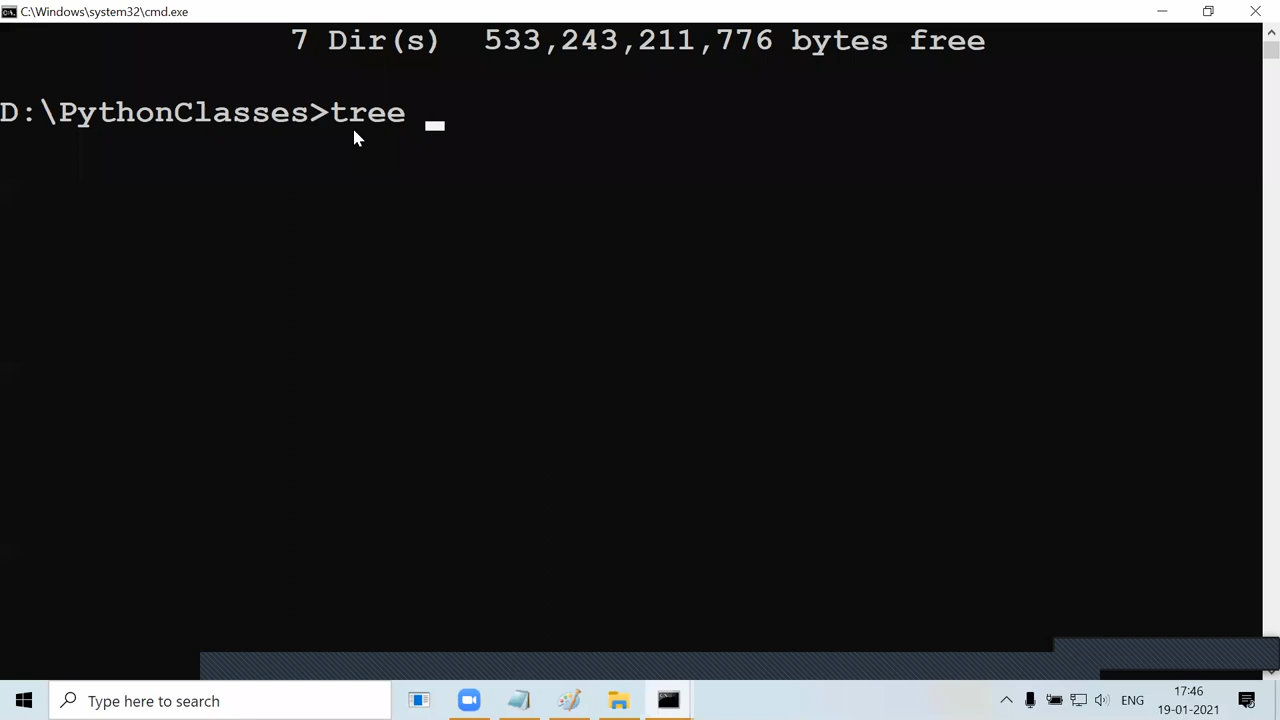 C:\Windows\system32\cmd.exe
7 Dir(s)  533,243,211,776 bytes free
D:\PythonClasses>tree
Type here to search
ENG
17:46
19-01-2021